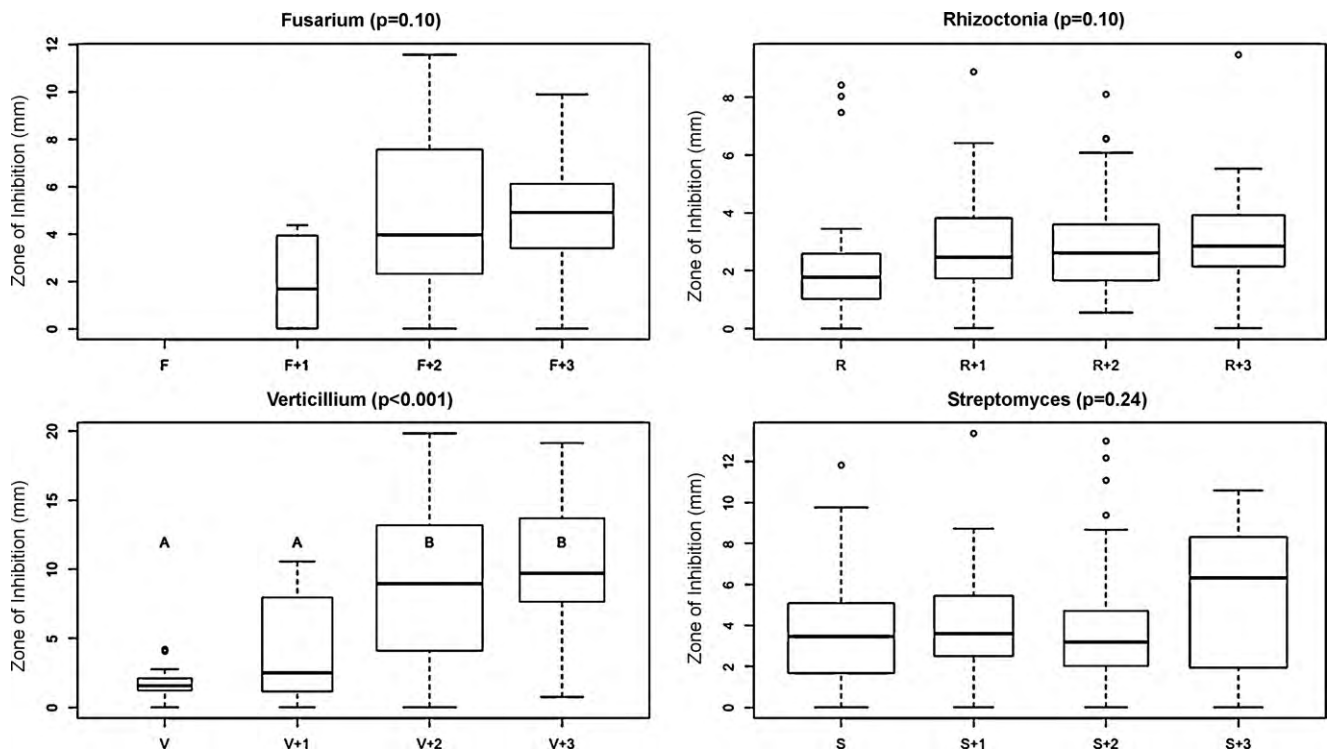 Fusarium (p=0.10)
Zone of Inhibition (mm)
12
10
8
6
4
2
0
F F+1 F+2 F+3
Rhizoctonia (p=0.10)
Zone of Inhibition (mm)
8
6
4
2
0
R R+1 R+2 R+3
Verticillium (p<0.001)
Zone of Inhibition (mm)
20
15
10
5
0
A A B B
V V+1 V+2 V+3
Streptomyces (p=0.24)
Zone of Inhibition (mm)
12
10
8
6
4
2
0
S S+1 S+2 S+3